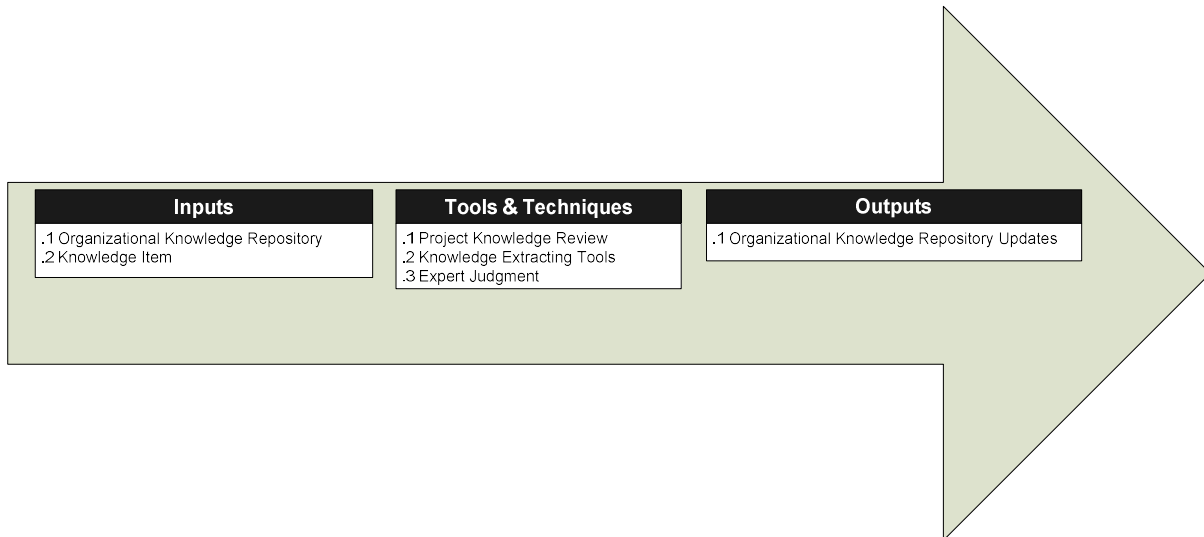 Inputs
.1 Organizational Knowledge Repository
.2 Knowledge Item
Tools & Techniques
.1 Project Knowledge Review
.2 Knowledge Extracting Tools
.3 Expert Judgment
Outputs
.1 Organizational Knowledge Repository Updates